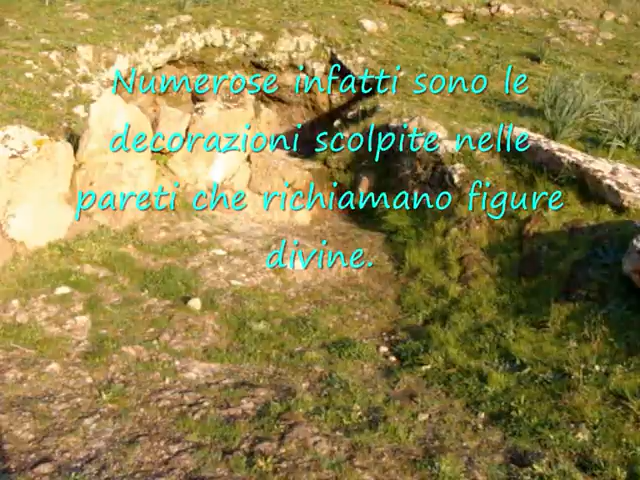 Numerose infatti sono le
decorazioni scolpite nelle
pareti che richiamano figure
divine.